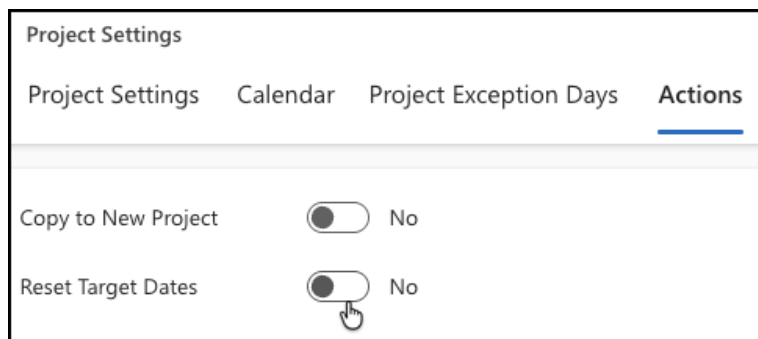 Project Settings
Project Settings Calendar Project Exception Days Actions
Copy to New Project No
Reset Target Dates No